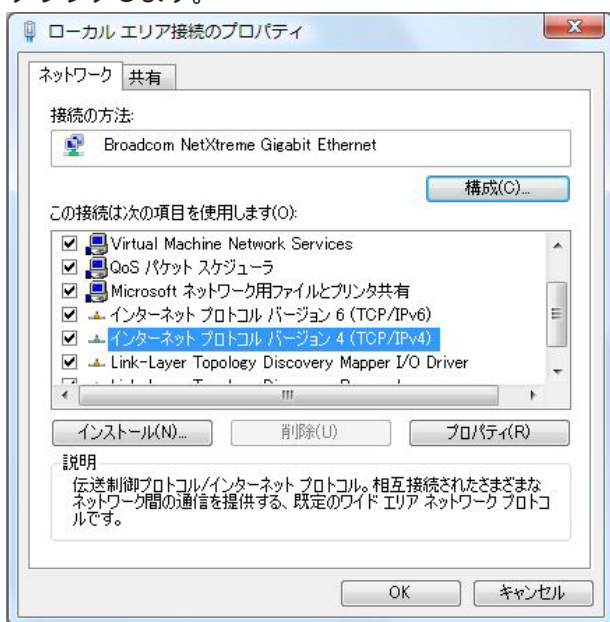 クリックします。
ローカル エリア接続のプロパティ
ネットワーク 共有
接続の方法:
Broadcom NetXtreme Gigabit Ethernet
構成(C)...
この接続は次の項目を使用します(O):
Virtual Machine Network Services
QoS パケット スケジューラ
Microsoft ネットワーク用ファイルとプリンタ共有
インターネット プロトコル バージョン 6 (TCP/IPv6)
インターネット プロトコル バージョン 4 (TCP/IPv4)
Link-Layer Topology Discovery Mapper I/O Driver
インストール(N)... 削除(U) プロパティ(R)
説明
伝送制御プロトコル/インターネット プロトコル。相互接続されたさまざまな
ネットワーク間の通信を提供する、既定のワイド エリア ネットワーク プロトコ
ルです。
OK キャンセル